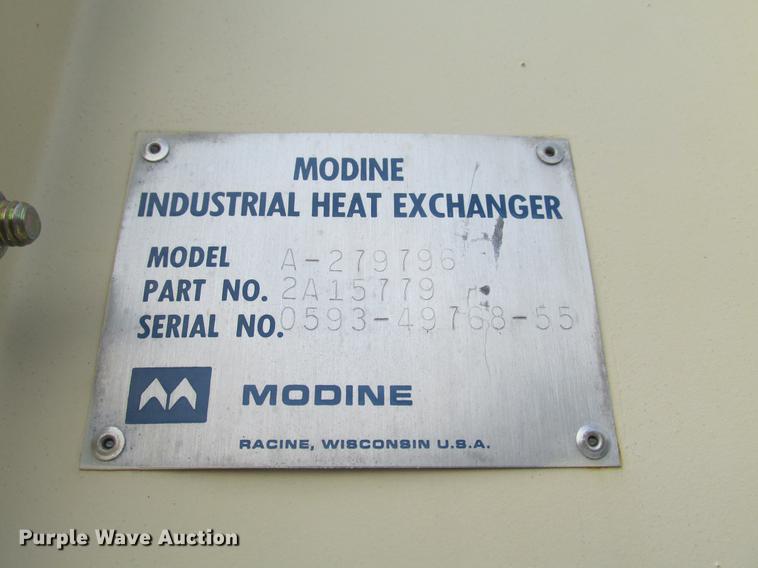 MODINE
INDUSTRIAL HEAT EXCHANGER
MODEL A-279796
PART NO. 2A15779
SERIAL NO. 0593-49768-55
MODINE
RACINE, WISCONSIN U.S.A.
Purple Wave Auction